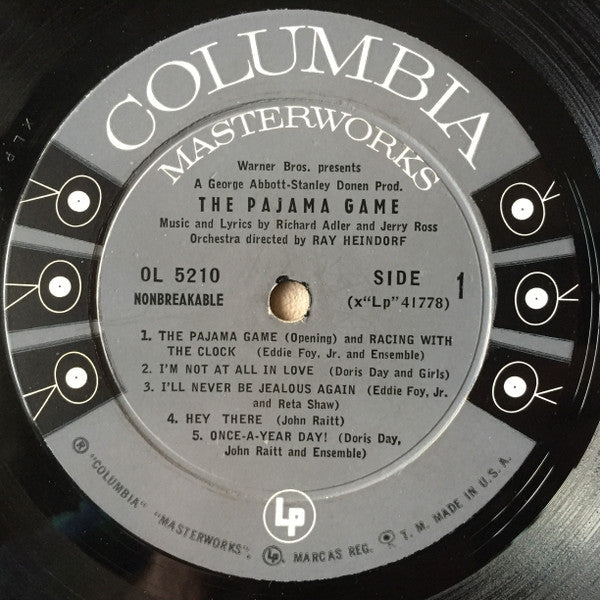 COLUMBIA
MASTERWORKS
Warner Bros. presents
A George Abbott-Stanley Donen Prod.
THE PAJAMA GAME
Music and Lyrics by Richard Adler and Jerry Ross
Orchestra directed by RAY HEINDORF
OL 5210
NONBREAKABLE
SIDE 1
(x"Lp"41778)
1. THE PAJAMA GAME (Opening) and RACING WITH
THE CLOCK (Eddie Foy, Jr. and Ensemble)
2. I'M NOT AT ALL IN LOVE (Doris Day and Girls)
3. I'LL NEVER BE JEALOUS AGAIN (Eddie Foy, Jr.
and Reta Shaw)
4. HEY THERE (John Raitt)
5. ONCE-A-YEAR DAY! (Doris Day,
John Raitt and Ensemble)
Lp
® "COLUMBIA" "MASTERWORKS", Lp, MARCAS REG. T. M. MADE IN U. S. A.
XLP